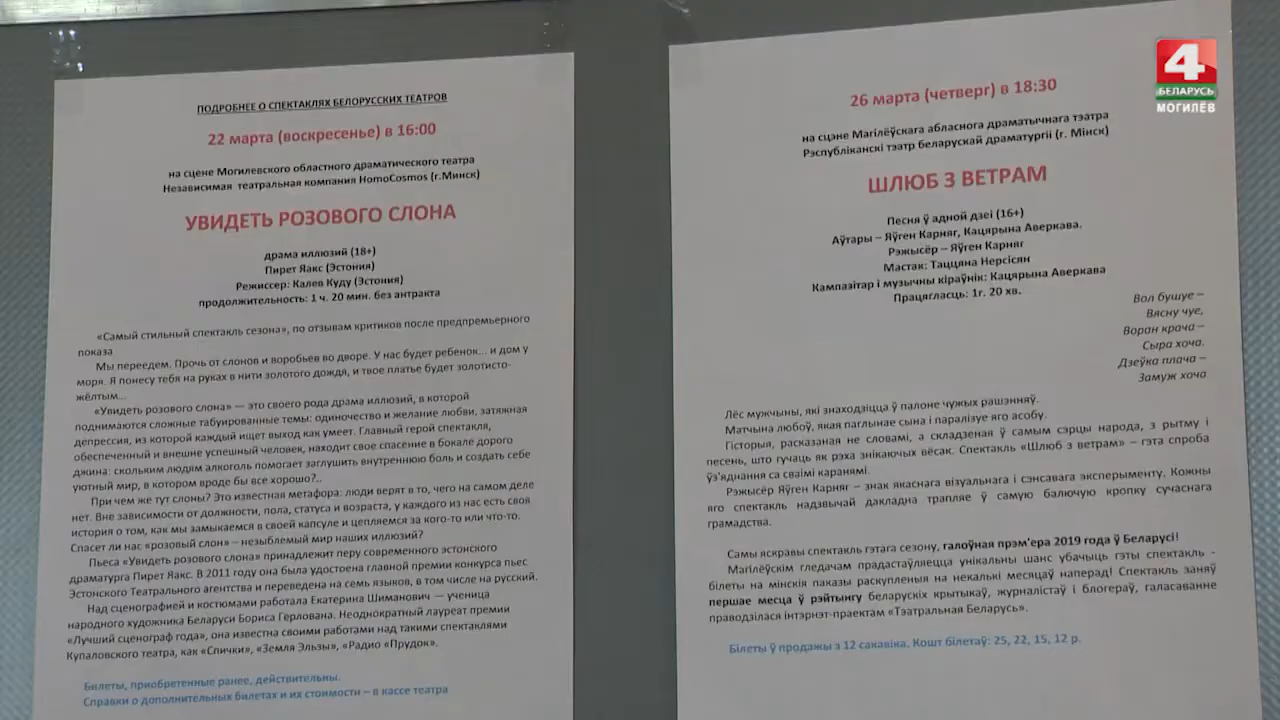 ПОДРОБНЕЕ О СПЕКТАКЛЯХ БЕЛОРУССКИХ ТЕАТРОВ
22 марта (воскресенье) в 16:00
на сцене Могилевского областного драматического театра
Независимая театральная компания HomoCosmos (г.Минск)
УВИДЕТЬ РОЗОВОГО СЛОНА
драма иллюзий (18+)
Пирет Яакс (Эстония)
Режиссер: Калев Куду (Эстония)
продолжительность: 1 ч. 20 мин. без антракта
«Самый стильный спектакль сезона», по отзывам критиков после предпремьерного
показа
Мы переедем. Прочь от слонов и воробьев во дворе. У нас будет ребенок... и дом у
моря. Я понесу тебя на руках в нити золотого дождя, и твое платье будет золотисто-
жёлтым...
«Увидеть розового слона» — это своего рода драма иллюзий, в которой
поднимаются сложные табуированные темы: одиночество и желание любви, затяжная
депрессия, из которой каждый ищет выход как умеет. Главный герой спектакля,
обеспеченный и внешне успешный человек, находит свое спасение в бокале дорого
джина: скольким людям алкоголь помогает заглушить внутреннюю боль и создать себе
уютный мир, в котором вроде бы все хорошо?..
При чем же тут слоны? Это известная метафора: люди верят в то, чего на самом деле
нет. Вне зависимости от должности, пола, статуса и возраста, у каждого из нас есть своя
история о том, как мы замыкаемся в своей капсуле и цепляемся за кого-то или что-то.
Спасет ли нас «розовый слон» – незыблемый мир наших иллюзий?
Пьеса «Увидеть розового слона» принадлежит перу современного эстонского
драматурга Пирет Яакс. В 2011 году она была удостоена главной премии конкурса пьес
Эстонского Театрального агентства и переведена на семь языков, в том числе на русский.
Над сценографией и костюмами работала Екатерина Шиманович — ученица
народного художника Беларуси Бориса Герлована. Неоднократный лауреат премии
«Лучший сценограф года», она известна своими работами над такими спектаклями
Купаловского театра, как «Спички», «Земля Эльзы», «Радио «Прудок».
Билеты, приобретенные ранее, действительны.
Справки о дополнительных билетах и их стоимости – в кассе театра
26 марта (четверг) в 18:30
на сцэне Магілёўскага абласнога драматычнага тэатра
Рэспубліканскі тэатр беларускай драматургіі (г. Мінск)
ШЛЮБ З ВЕТРАМ
Песня ў адной дзеі (16+)
Аўтары – Яўген Карняг, Кацярына Аверкава.
Рэжысёр – Яўген Карняг
Мастак: Таццяна Нерсісян
Кампазітар і музычны кіраўнік: Кацярына Аверкава
Працягласць: 1г. 20 хв.
Вол бушуе –
Вясну чуе,
Воран крача –
Сыра хоча.
Дзеўка плача –
Замуж хоча
Лёс мужчыны, які знаходзіцца ў палоне чужых рашэнняў.
Матчына любоў, якая паглынае сына і паралізуе яго асобу.
Гісторыя, расказаная не словамі, а складзеная ў самым сэрцы народа, з рытму і
песень, што гучаць як рэха знікаючых вёсак. Спектакль «Шлюб з ветрам» – гэта спроба
ўз'яднання са сваімі каранямі.
Рэжысёр Яўген Карняг – знак якаснага візуальнага і сэнсавага эксперыменту. Кожны
яго спектакль надзвычай дакладна трапляе ў самую балючую кропку сучаснага
грамадства.
Самы яскравы спектакль гэтага сезону, галоўная прэм'ера 2019 года ў Беларусі!
Магілёўскім гледачам прадастаўляецца унікальны шанс убачыць гэты спектакль -
білеты на мінскія паказы раскупленыя на некалькі месяцаў наперад! Спектакль заняў
першае месца ў рэйтынгу беларускіх крытыкаў, журналістаў і блогераў, галасаванне
праводзілася інтэрнэт-праектам «Тэатральная Беларусь».
Білеты ў продажы з 12 сакавіка. Кошт білетаў: 25, 22, 15, 12 р.
4
БЕЛАРУСЬ
МОГИЛЁВ